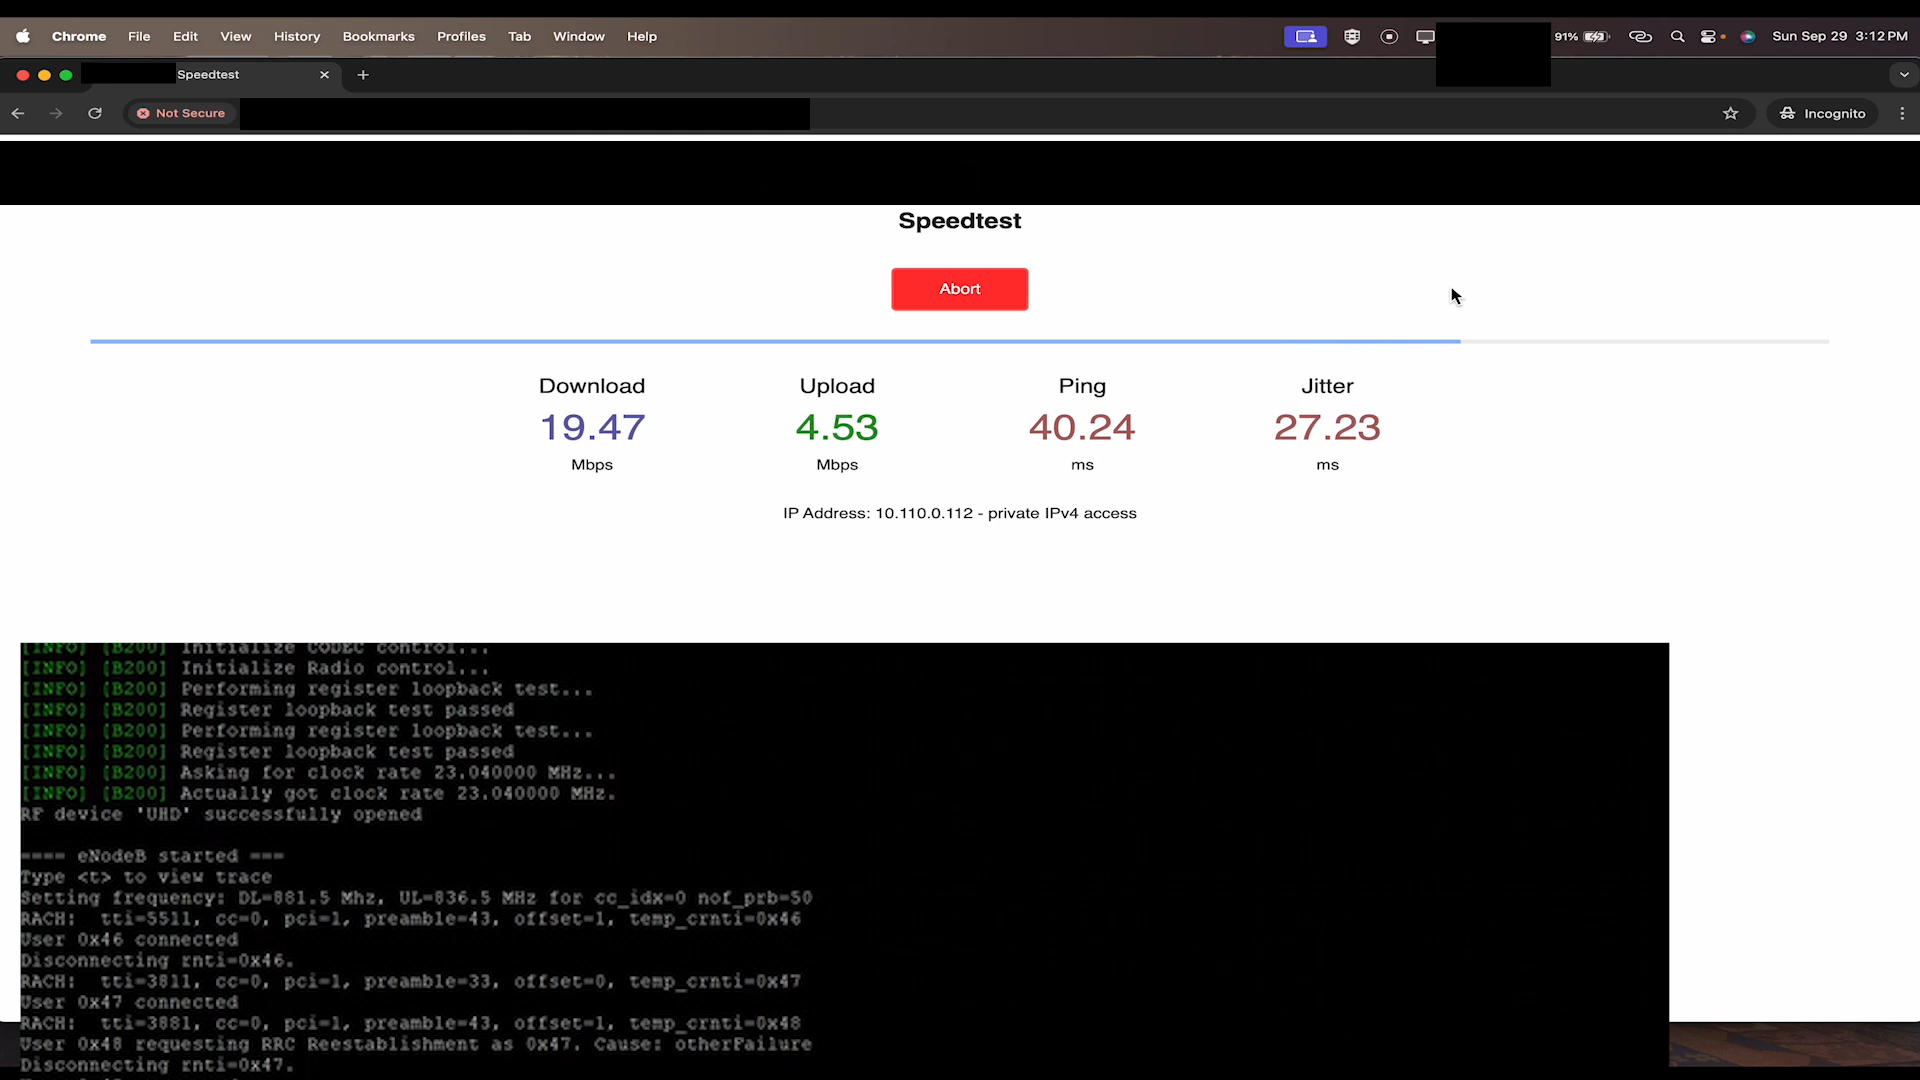 Chrome File Edit View History Bookmarks Profiles Tab Window Help 91% Sun Sep 29 3:12 PM
Speedtest
Not Secure Incognito
Speedtest
Abort
Download Upload Ping Jitter
19.47 4.53 40.24 27.23
Mbps Mbps ms ms
IP Address: 10.110.0.112 - private IPv4 access
[INFO] [B200] Initialize CODEC control...
[INFO] [B200] Initialize Radio control...
[INFO] [B200] Performing register loopback test...
[INFO] [B200] Register loopback test passed
[INFO] [B200] Performing register loopback test...
[INFO] [B200] Register loopback test passed
[INFO] [B200] Asking for clock rate 23.040000 MHz...
[INFO] [B200] Actually got clock rate 23.040000 MHz.
RF device 'UHD' successfully opened
==== eNodeB started ===
Type <t> to view trace
Setting frequency: DL=881.5 Mhz, UL=836.5 MHz for cc_idx=0 nof_prb=50
RACH: tti=5511, cc=0, pci=1, preamble=43, offset=1, temp_crnti=0x46
User 0x46 connected
Disconnecting rnti=0x46.
RACH: tti=3811, cc=0, pci=1, preamble=33, offset=0, temp_crnti=0x47
User 0x47 connected
RACH: tti=3881, cc=0, pci=1, preamble=43, offset=1, temp_crnti=0x48
User 0x48 requesting RRC Reestablishment as 0x47. Cause: otherFailure
Disconnecting rnti=0x47.